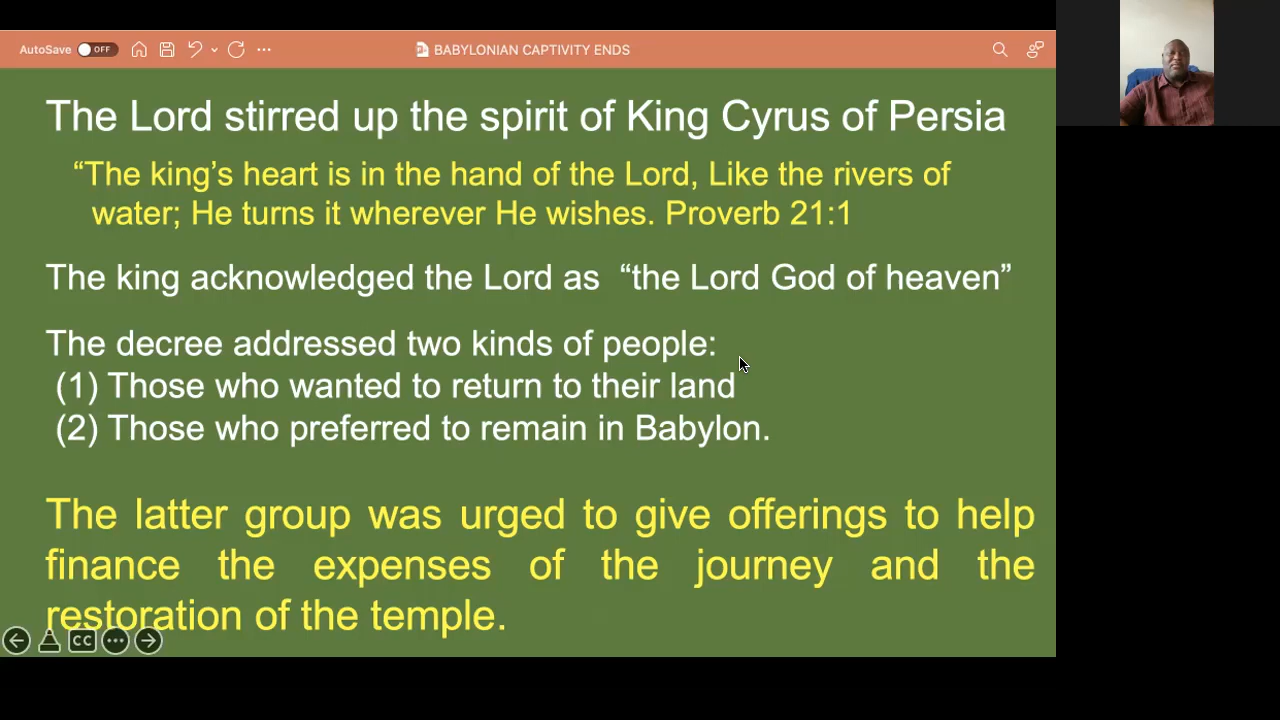 AutoSave OFF BABYLONIAN CAPTIVITY ENDS
The Lord stirred up the spirit of King Cyrus of Persia
“The king’s heart is in the hand of the Lord, Like the rivers of
water; He turns it wherever He wishes. Proverb 21:1
The king acknowledged the Lord as “the Lord God of heaven”
The decree addressed two kinds of people:
(1) Those who wanted to return to their land
(2) Those who preferred to remain in Babylon.
The latter group was urged to give offerings to help
finance the expenses of the journey and the
restoration of the temple.
CC